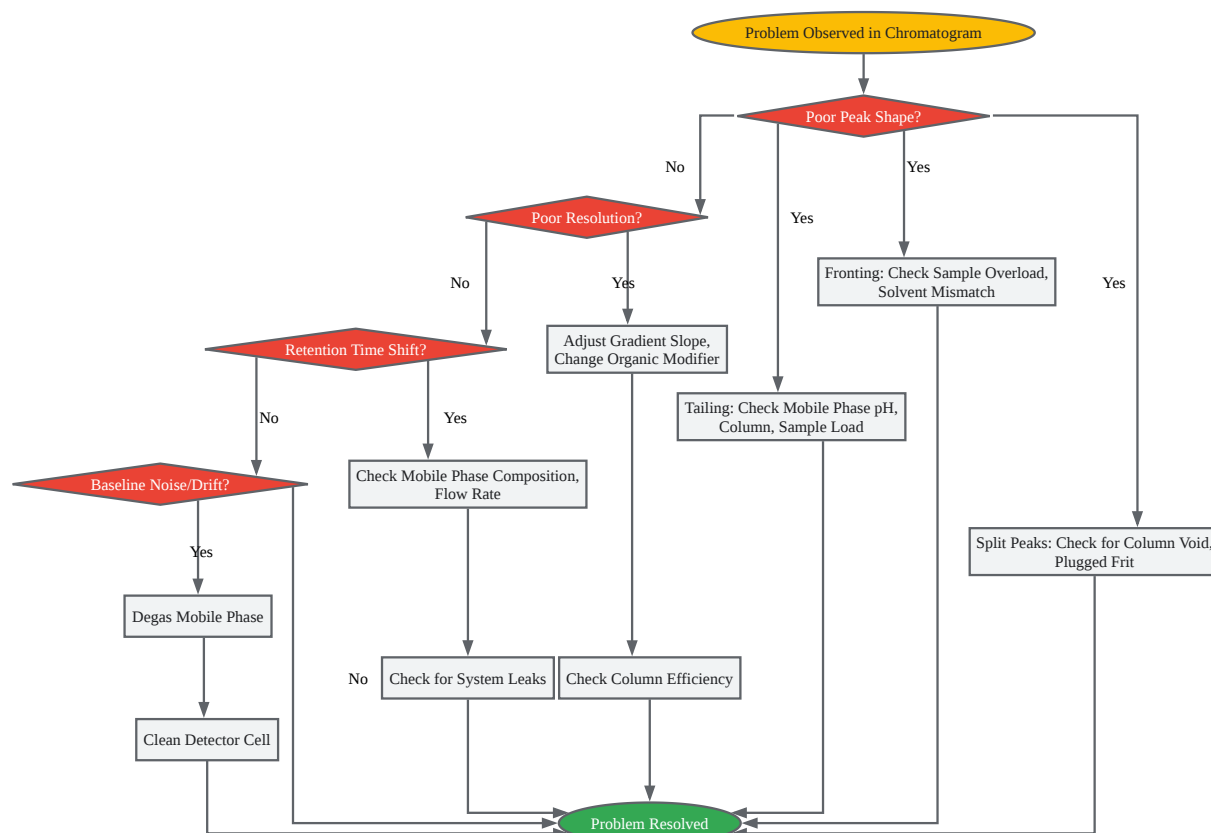 Problem Observed in Chromatogram
Poor Peak Shape?
No
Yes
Yes
Yes
Poor Resolution?
No
Yes
Fronting: Check Sample Overload,
Solvent Mismatch
Retention Time Shift?
Adjust Gradient Slope,
Change Organic Modifier
No
Yes
Tailing: Check Mobile Phase pH,
Column, Sample Load
Baseline Noise/Drift?
Check Mobile Phase Composition,
Flow Rate
Yes
Split Peaks: Check for Column Void,
Plugged Frit
Degas Mobile Phase
No
Check for System Leaks
Check Column Efficiency
Clean Detector Cell
Problem Resolved